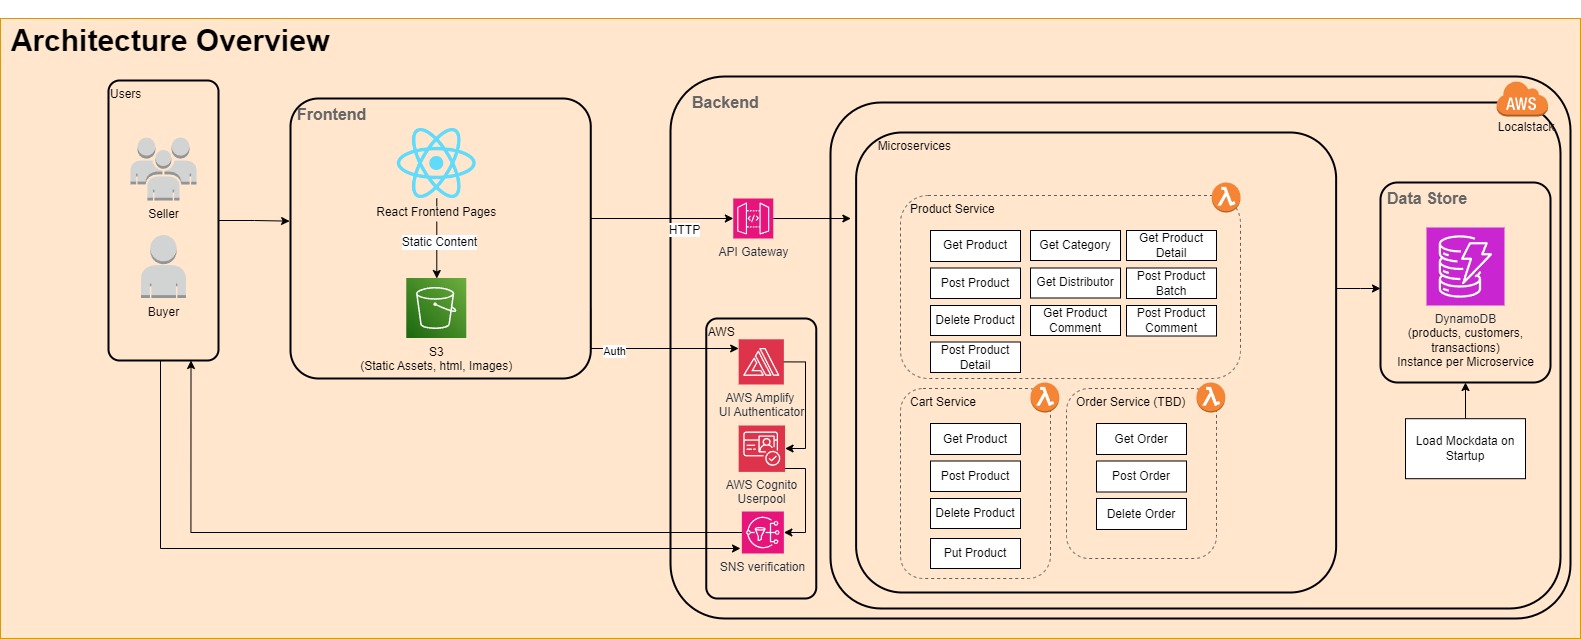 Architecture Overview
Users
Seller
Buyer
Frontend
React Frontend Pages
Static Content
S3
(Static Assets, html, Images)
HTTP
Auth
Backend
API Gateway
AWS
AWS Amplify
UI Authenticator
AWS Cognito
Userpool
SNS verification
AWS
Localstack
Microservices
Product Service
Get Product
Get Category
Get Product
Detail
Post Product
Get Distributor
Post Product
Batch
Delete Product
Get Product
Comment
Post Product
Comment
Post Product
Detail
Cart Service
Get Product
Post Product
Delete Product
Put Product
Order Service (TBD)
Get Order
Post Order
Delete Order
Data Store
DynamoDB
(products, customers,
transactions)
Instance per Microservice
Load Mockdata on
Startup